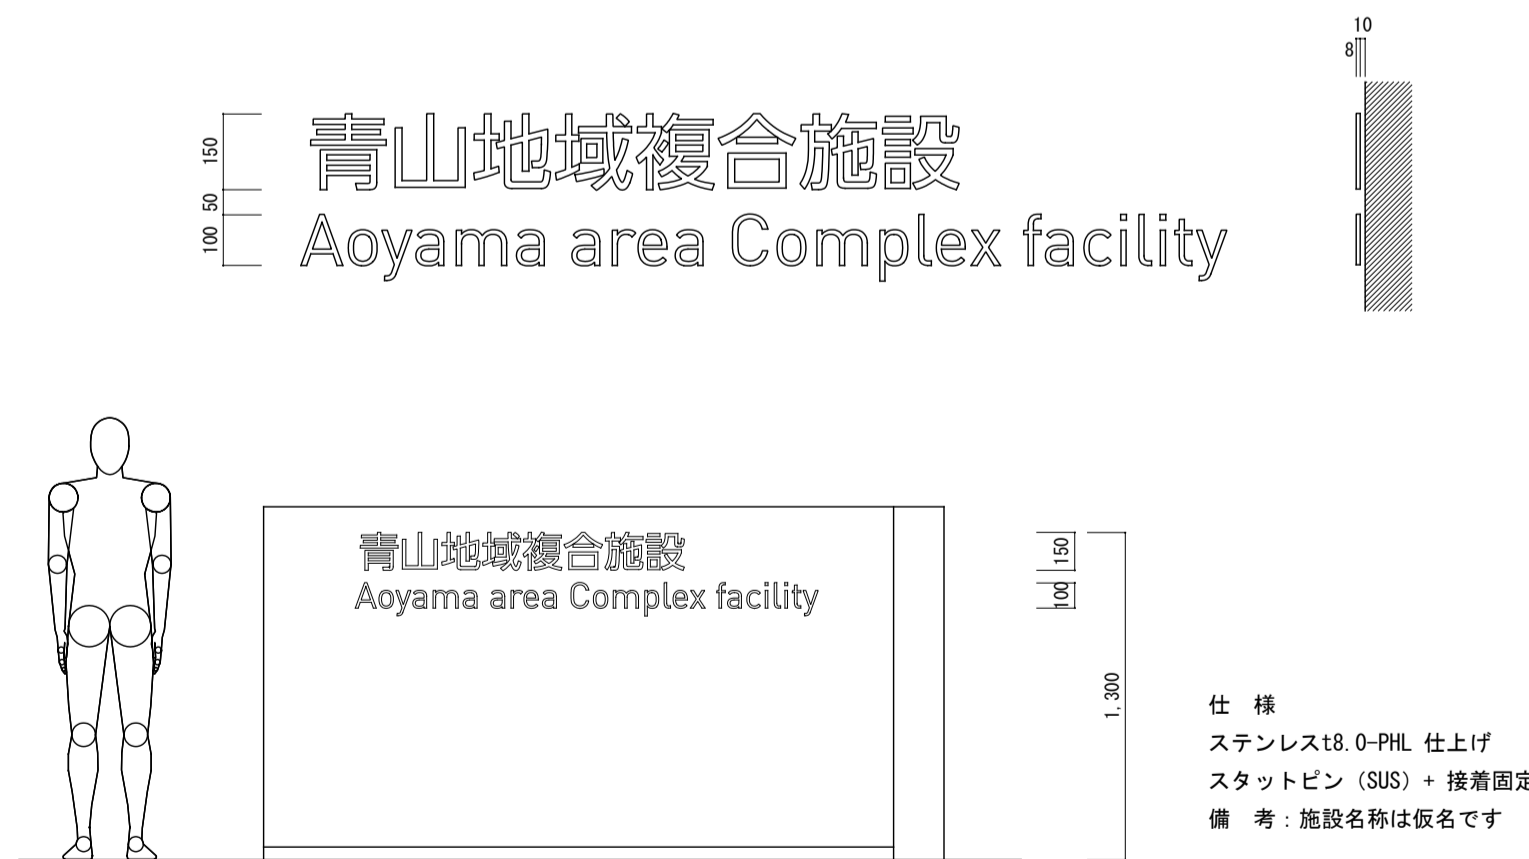 10
8
150
50
100
青山地域複合施設
Aoyama area Complex facility
青山地域複合施設
Aoyama area Complex facility
150
100
1,300
仕 様
ステンレスt8.0-PHL 仕上げ
スタットピン（SUS）+ 接着固定
備 考：施設名称は仮名です